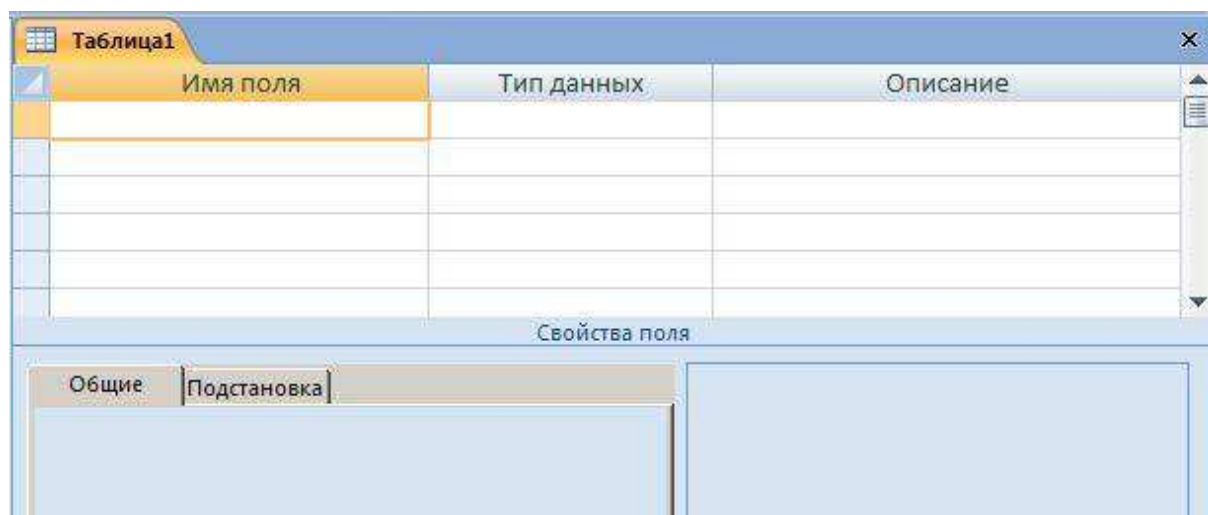 Таблица1
Имя поля Тип данных Описание
Свойства поля
Общие Подстановка